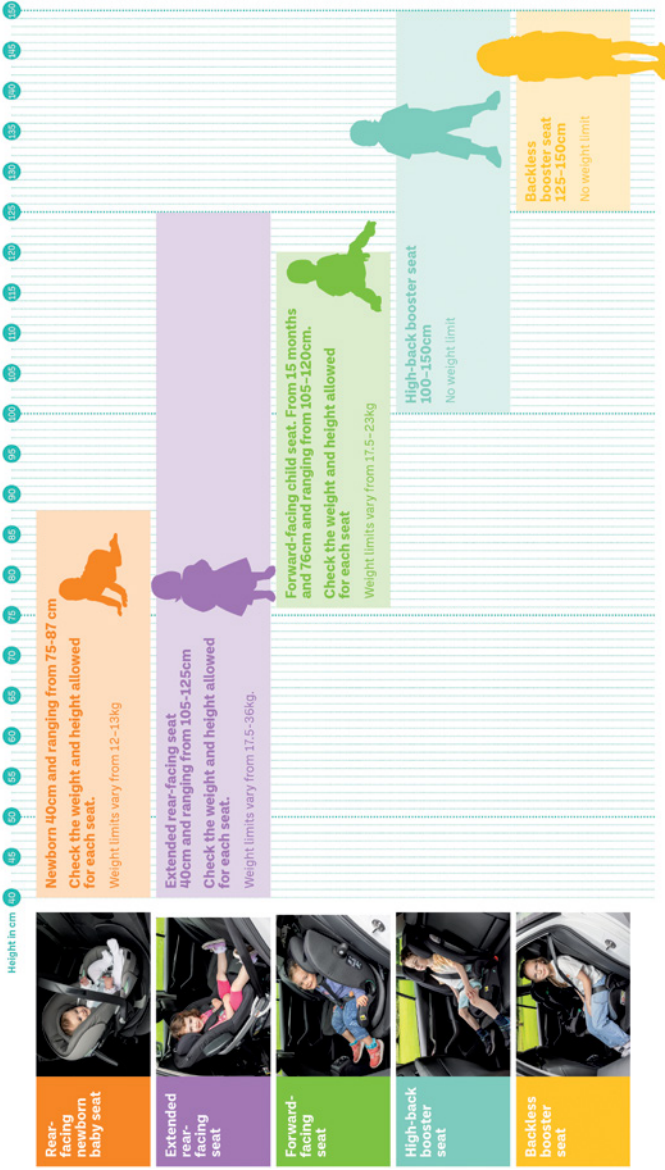 Height in cm
40
45
50
55
60
65
70
75
80
85
90
95
100
105
110
115
120
125
130
135
140
145
150
Rear-
facing
newborn
baby seat
Newborn 40cm and ranging from 75-87 cm
Check the weight and height allowed
for each seat.
Weight limits vary from 12–13kg
Extended
rear-
facing
seat
Extended rear-facing seat
40cm and ranging from 105-125cm
Check the weight and height allowed
for each seat.
Weight limits vary from 17.5-36kg.
Forward-
facing
seat
Forward-facing child seat. From 15 months
and 76cm and ranging from 105–120cm.
Check the weight and height allowed
for each seat
Weight limits vary from 17.5–23kg
High-back
booster
seat
High-back booster seat
100–150cm
No weight limit
Backless
booster
seat
Backless
booster seat
125–150cm
No weight limit